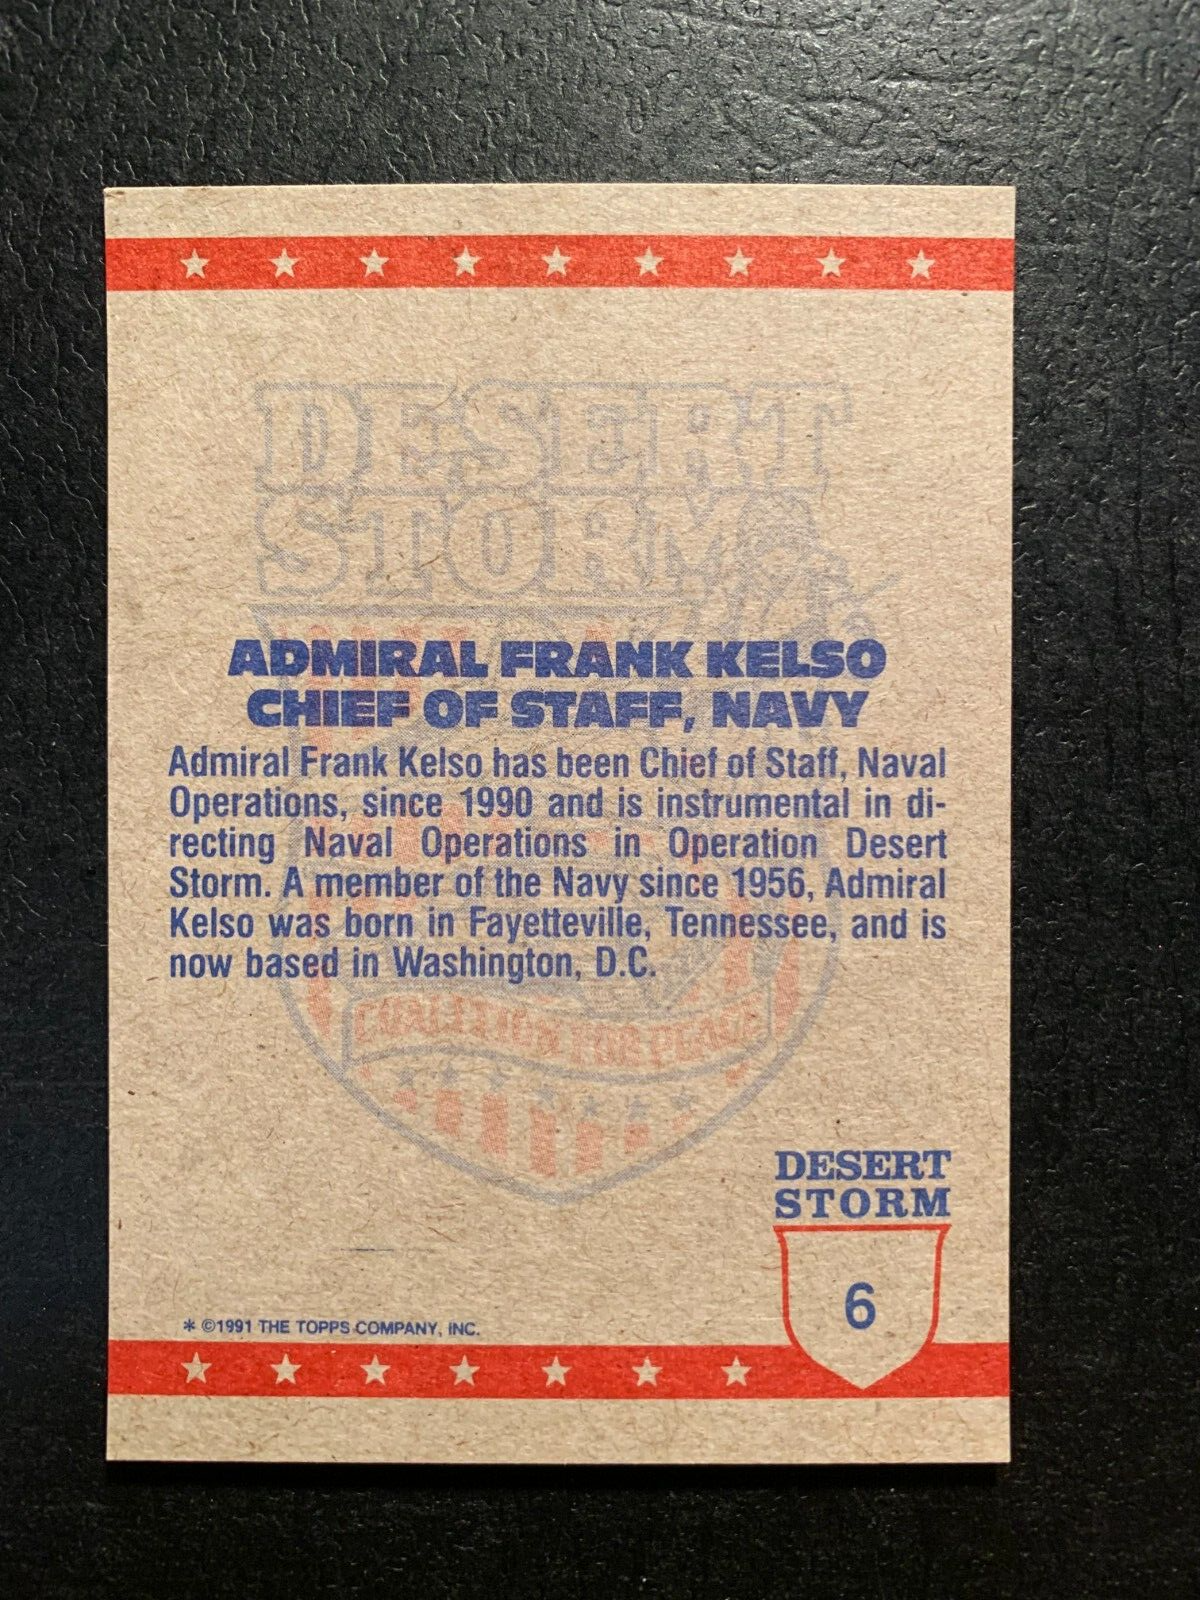 DESERT
STORM
ADMIRAL FRANK KELSO
CHIEF OF STAFF, NAVY
Admiral Frank Kelso has been Chief of Staff, Naval
Operations, since 1990 and is instrumental in di-
recting Naval Operations in Operation Desert
Storm. A member of the Navy since 1956, Admiral
Kelso was born in Fayetteville, Tennessee, and is
now based in Washington, D.C.
COALITION FOR PEACE
DESERT
STORM
6
* ©1991 THE TOPPS COMPANY, INC.